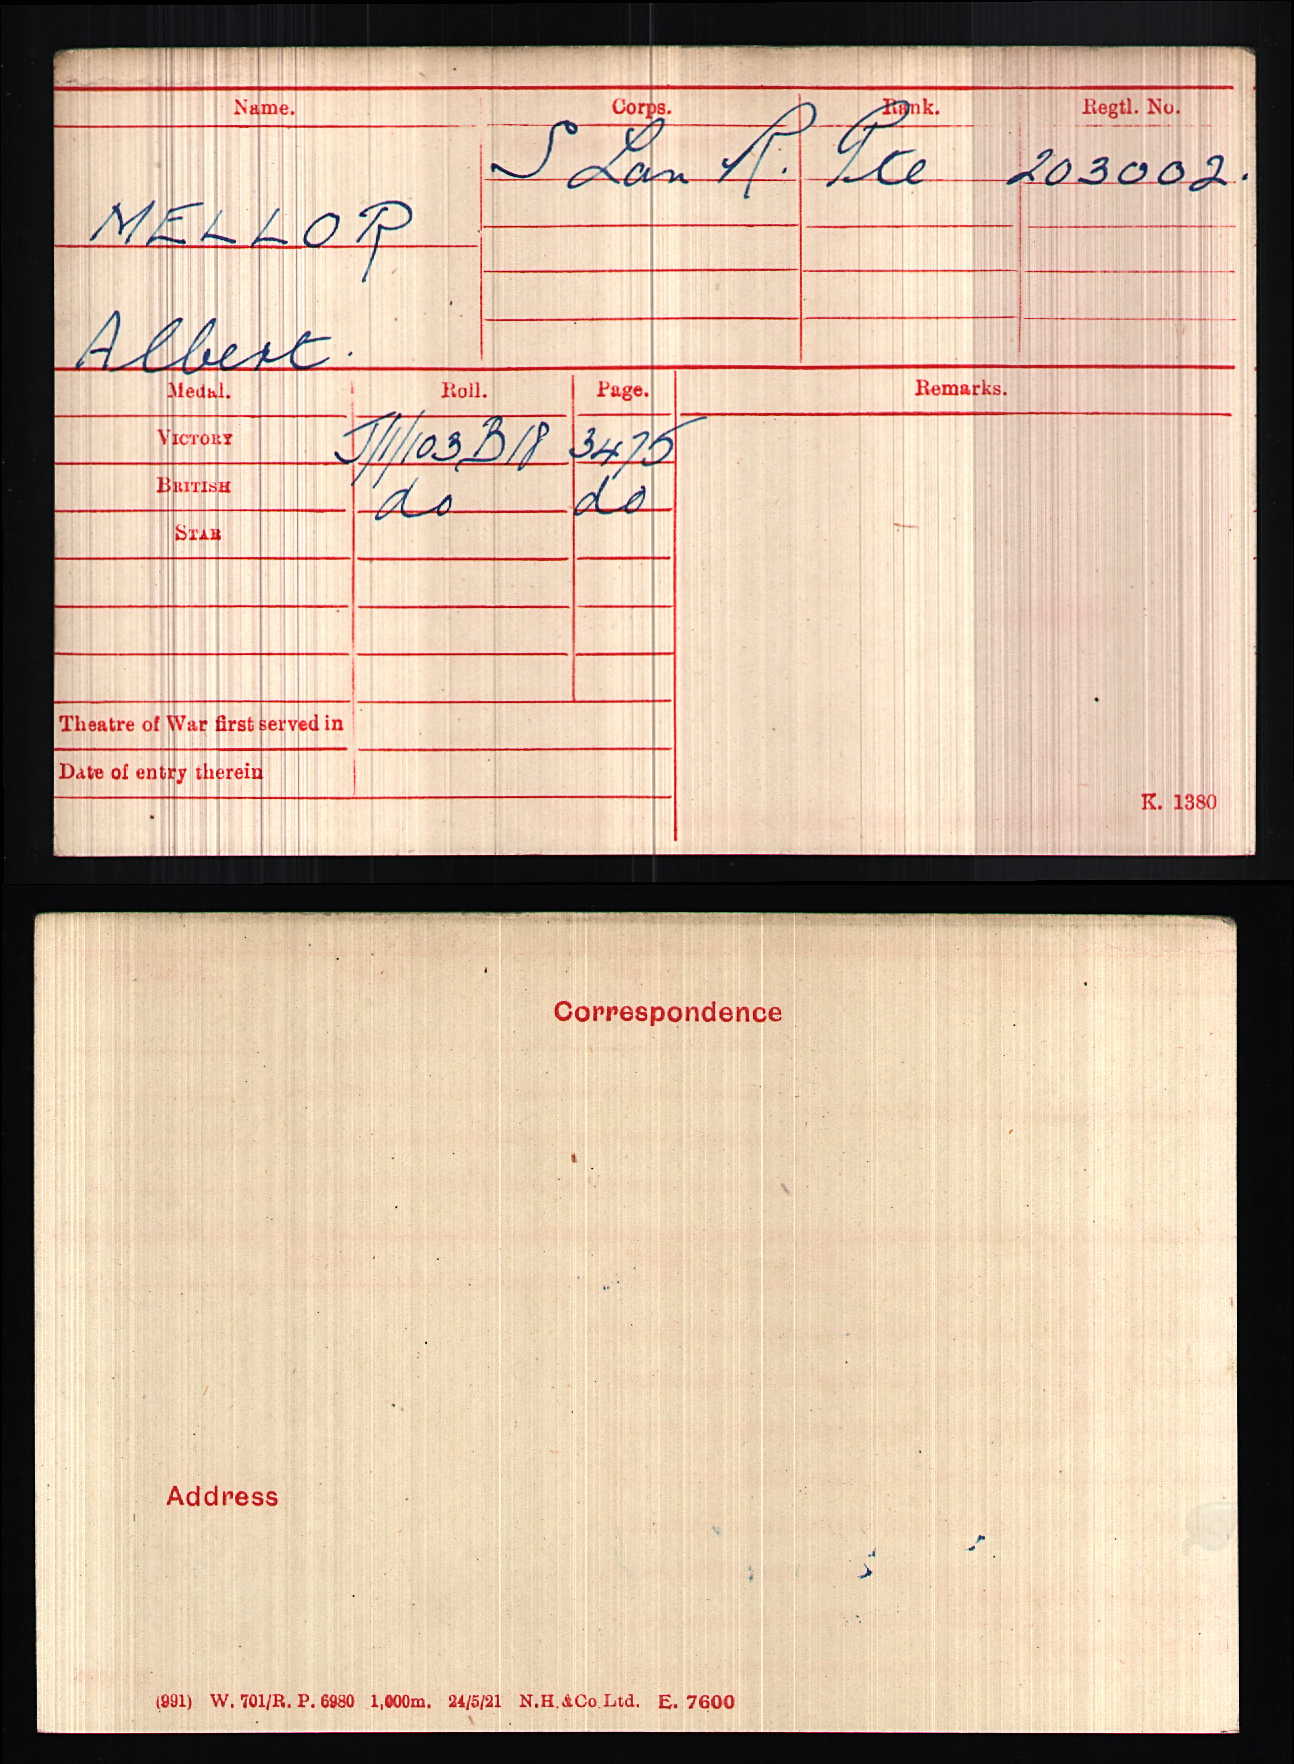 Name. Corps. Rank. Regtl. No.
S Lan R. Pte 203002.
MELLOR
Albert.
Medal. Roll. Page. Remarks.
VICTORY J/1/103 B18 3475
BRITISH do do
STAR
Theatre of War first served in
Date of entry therein
K. 1380
Correspondence
Address
(991) W. 701/R. P. 6980 1,000m. 24/5/21 N.H.&Co.Ltd. E. 7600